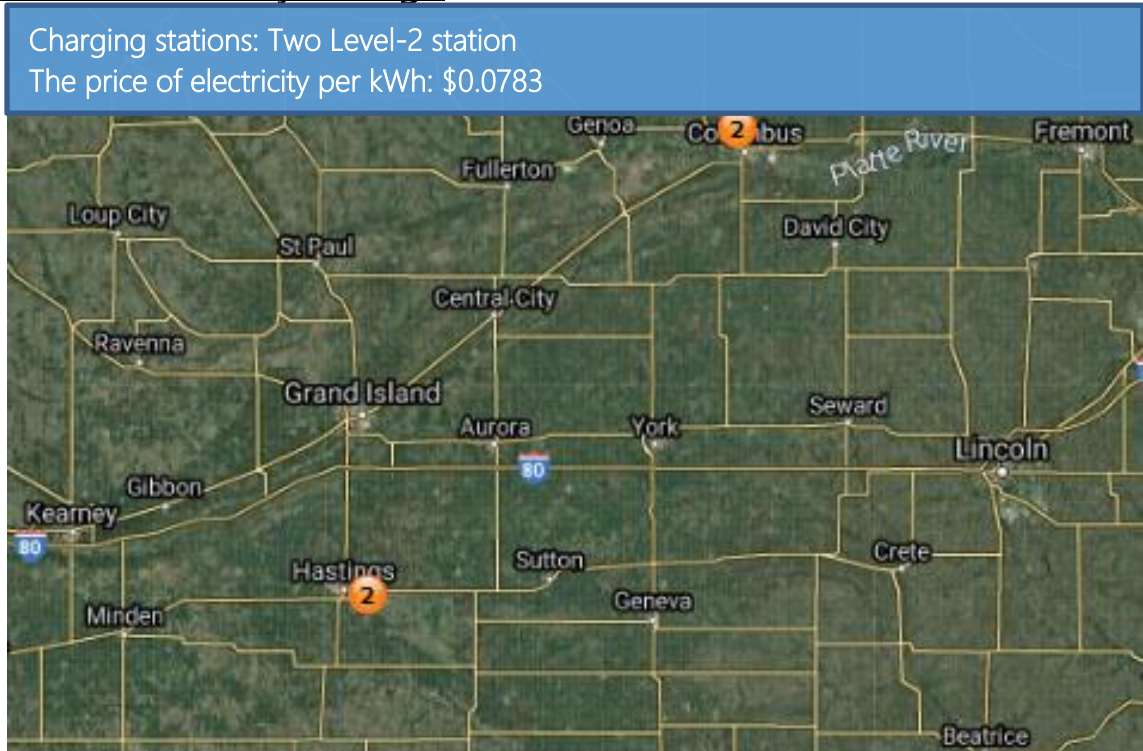 Charging stations: Two Level-2 station
The price of electricity per kWh: $0.0783
Genoa
2
Fremont
Platte River
Fullerton
Loup City
David City
St Paul
Central City
Ravenna
Grand Island
Aurora
York
Seward
Lincoln
80
Gibbon
Kearney
80
Hastings
2
Sutton
Crete
Geneva
Minden
Beatrice